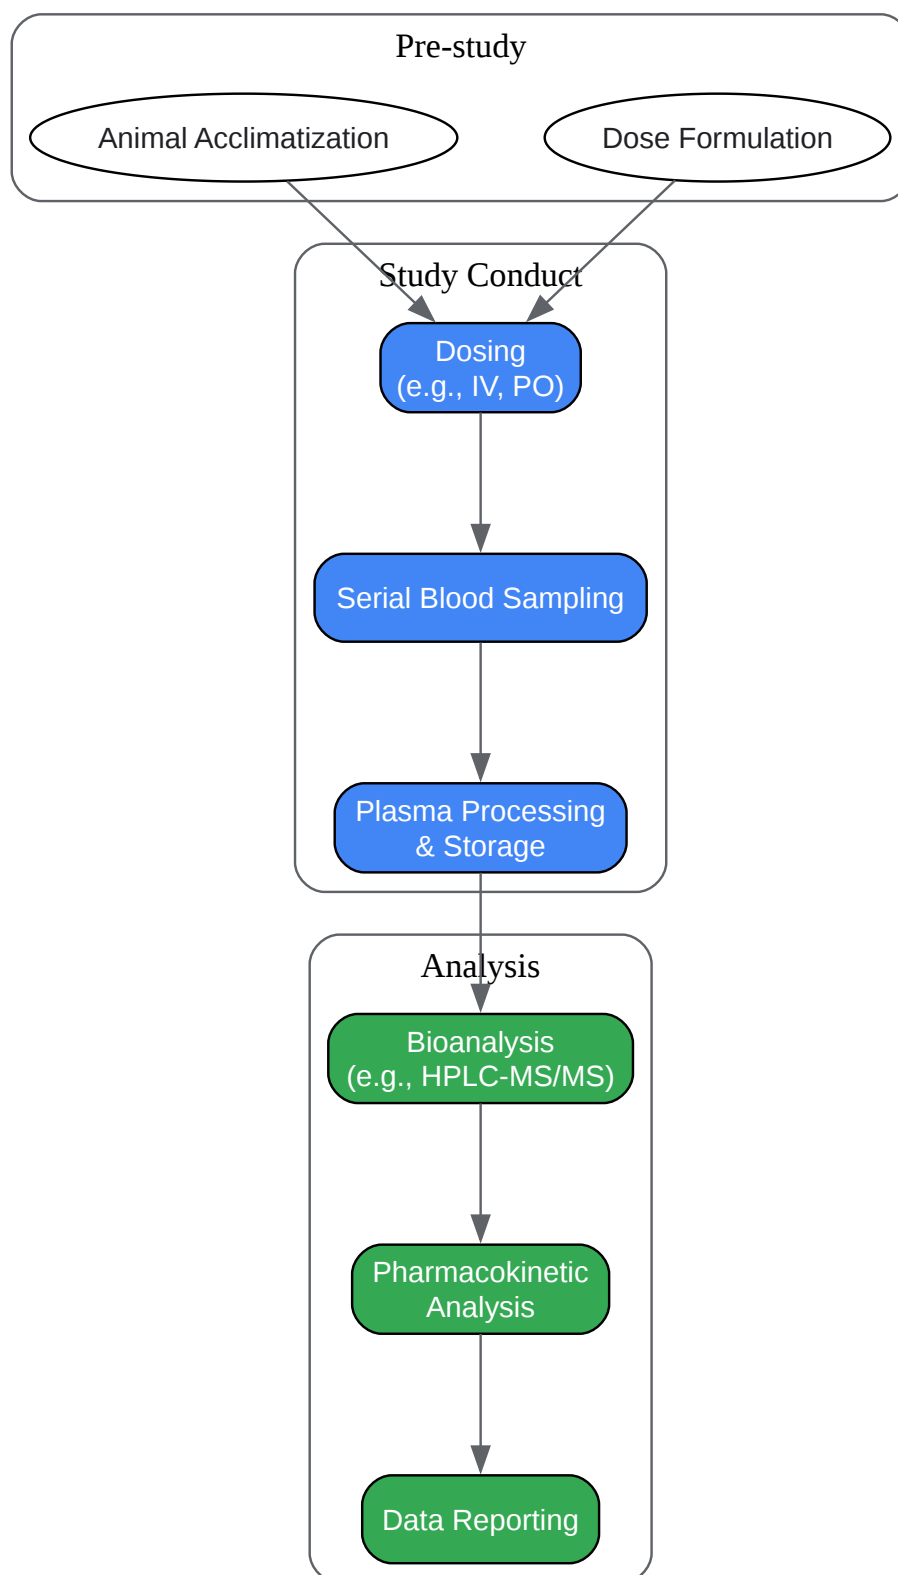 Pre-study
Animal Acclimatization
Dose Formulation
Study Conduct
Dosing
(e.g., IV, PO)
Serial Blood Sampling
Plasma Processing
& Storage
Analysis
Bioanalysis
(e.g., HPLC-MS/MS)
Pharmacokinetic
Analysis
Data Reporting